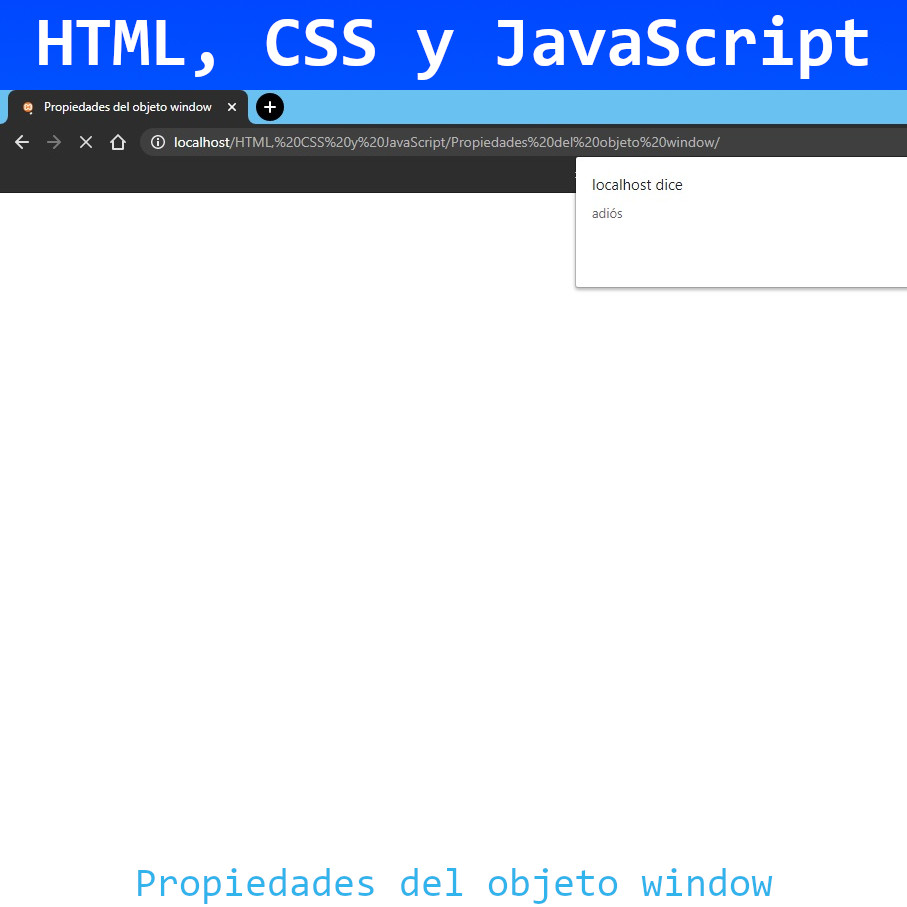 HTML, CSS y JavaScript
Propiedades del objeto window
localhost/HTML,%20CSS%20y%20JavaScript/Propiedades%20del%20objeto%20window/
localhost dice
adiós
Propiedades del objeto window